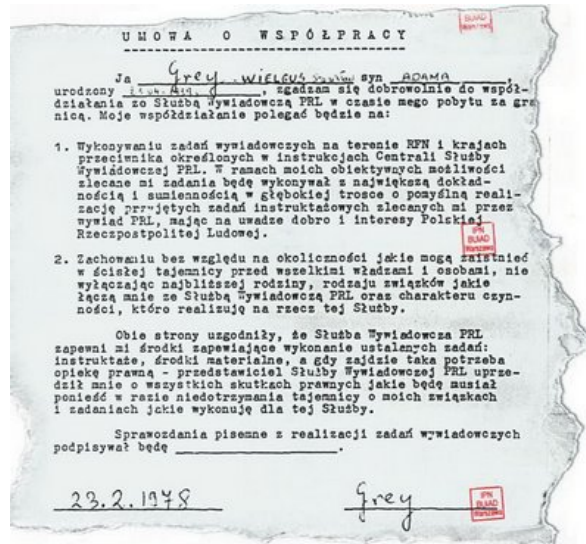 UMOWA O WSPÓŁPRACY
Ja Grey WIELGUS syn ADAMA,
urodzony, zgadzam się dobrowolnie do współ-
działania zo Służbą Wywiadowczą PRL w czasie mego pobytu za gra
nicą. Moje współdziałanie polegać będzie na:
1. Wykonywaniu zadań wywiadowczych na terenie RFN i krajach
przeciwnika określonych w instrukcjach Centrali Służby
Wywiadowczej PRL. W ramach moich obiektywnych możliwości
zlecane mi zadania będę wykonywał z największą dokład-
nością i sumiennością w głębokiej trosce o pomyślną reali-
zację przyjętych zadań instruktażowych zlecanych mi przez
wywiad PRL, mając na uwadze dobro i interesy Polskiej
Rzeczpospolitej Ludowej.
IPN
BUiAD
Warszawa
2. Zachowaniu bez względu na okoliczności jakie mogą zaistnieć
w ścisłej tajemnicy przed wszelkimi władzami i osobami, nie
wyłączając najbliższej rodziny, rodzaju związków jakie
łączą mnie ze Służbą Wywiadowczą PRL oraz charakteru czyn-
ności, które realizuję na rzecz tej Służby.
Obie strony uzgodniły, że Służba Wywiadowcza PRL
zapewni mi środki zapewiające wykonanie ustalanych zadań:
instruktaże, środki materialne, a gdy zajdzie taka potrzeba
opiekę prawną - przedstawiciel Służby Wywiadowczej PRL uprze-
dził mnie o wszystkich skutkach prawnych jakie będę musiał
ponieść w razie niedotrzymania tajemnicy o moich związkach
i zadaniach jakie wykonuję dla tej Służby.
Sprawozdania pisemne z realizacji zadań wywiadowczych
podpisywał będę.
23.2.1978 Grey
IPN
BUiAD
Warszawa